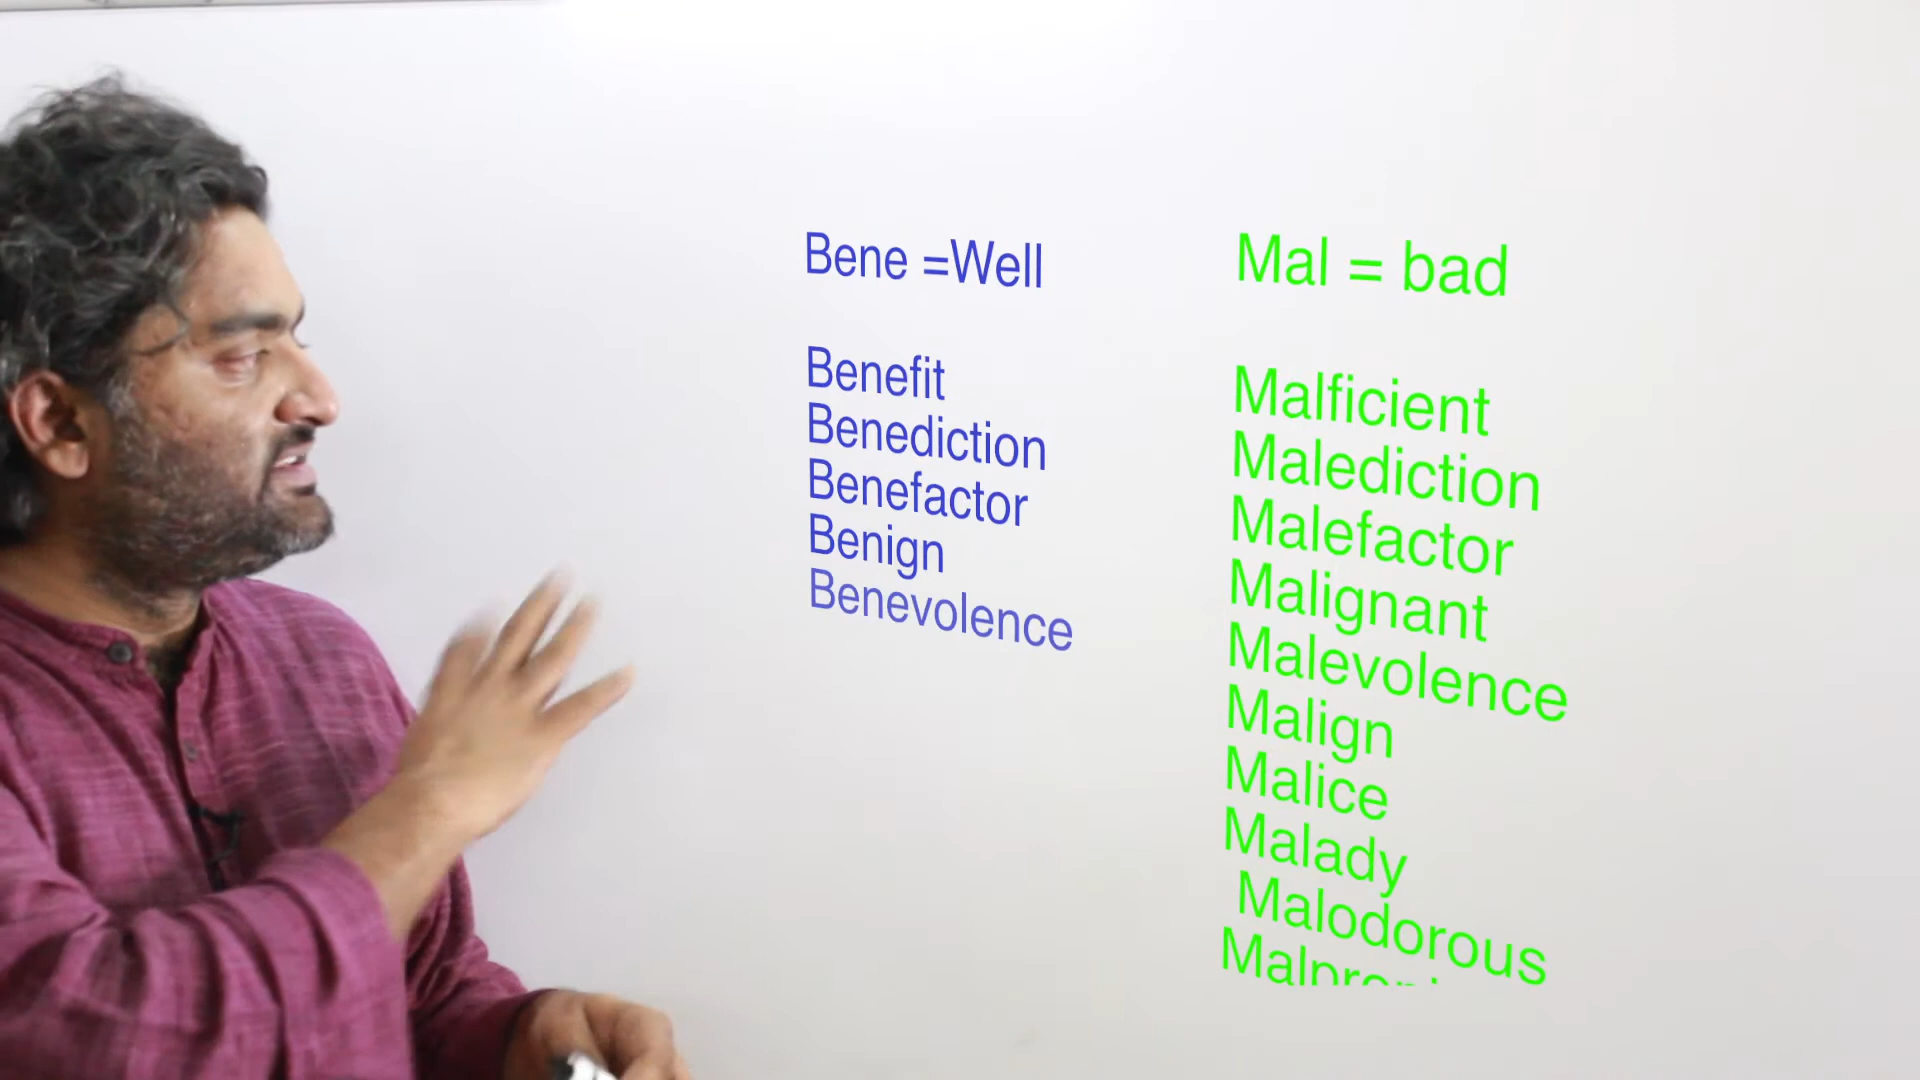 Bene =Well
Benefit
Benediction
Benefactor
Benign
Benevolence
Mal = bad
Malficient
Malediction
Malefactor
Malignant
Malevolence
Malign
Malice
Malady
Malodorous